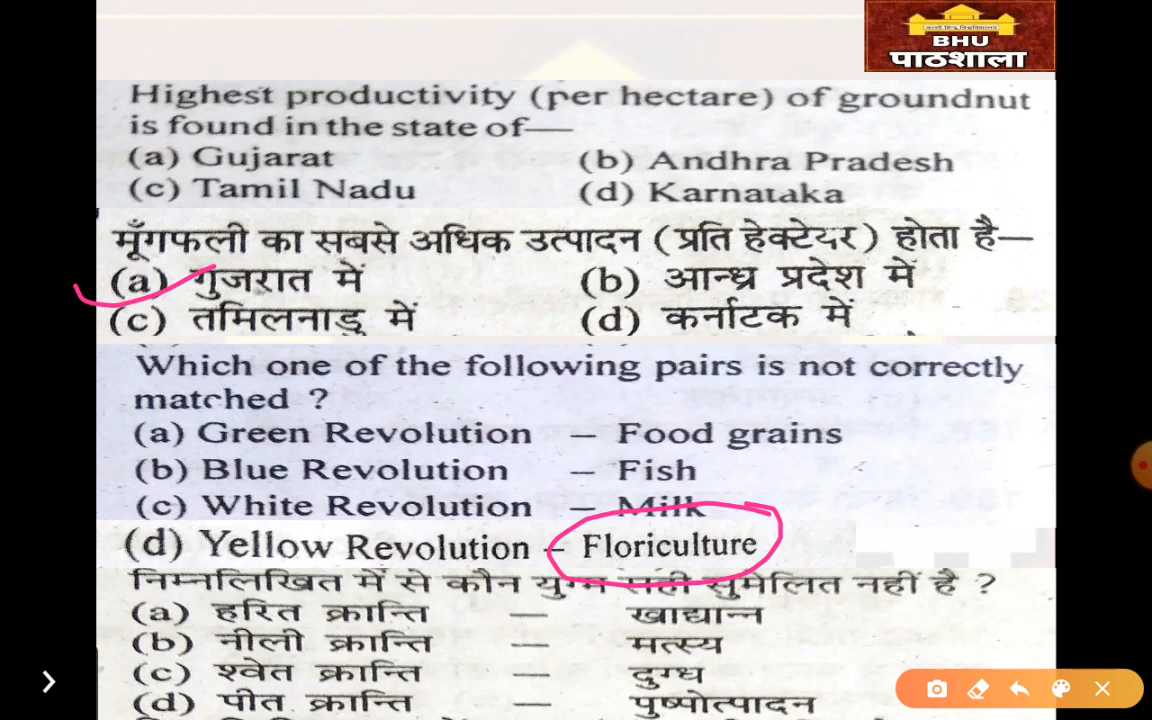 BHU
पाठशाला
Highest productivity (per hectare) of groundnut
is found in the state of—
(a) Gujarat (b) Andhra Pradesh
(c) Tamil Nadu (d) Karnataka
मूँगफली का सबसे अधिक उत्पादन (प्रति हेक्टेयर) होता है—
(a) गुजरात में (b) आन्ध्र प्रदेश में
(c) तमिलनाडु में (d) कर्नाटक में
Which one of the following pairs is not correctly
matched ?
(a) Green Revolution – Food grains
(b) Blue Revolution – Fish
(c) White Revolution – Milk
(d) Yellow Revolution – Floriculture
निम्नलिखित में से कौन युग्म सही सुमेलित नहीं है ?
(a) हरित क्रान्ति — खाद्यान्न
(b) नीली क्रान्ति — मत्स्य
(c) श्वेत क्रान्ति — दुग्ध
(d) पीत क्रान्ति — पुष्पोत्पादन